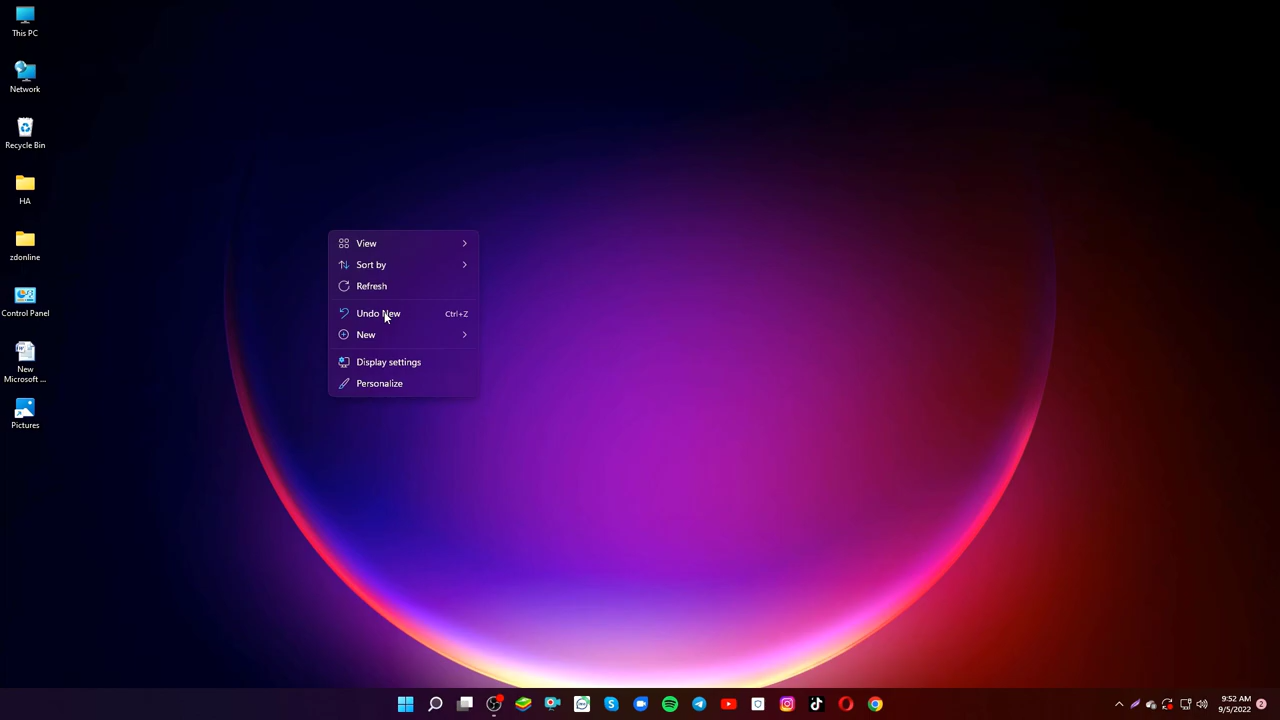 This PC
Network
Recycle Bin
HA
zdonline
Control Panel
New
Microsoft ...
Pictures
View
Sort by
Refresh
Undo New Ctrl+Z
New
Display settings
Personalize
9:52 AM
9/5/2022
2